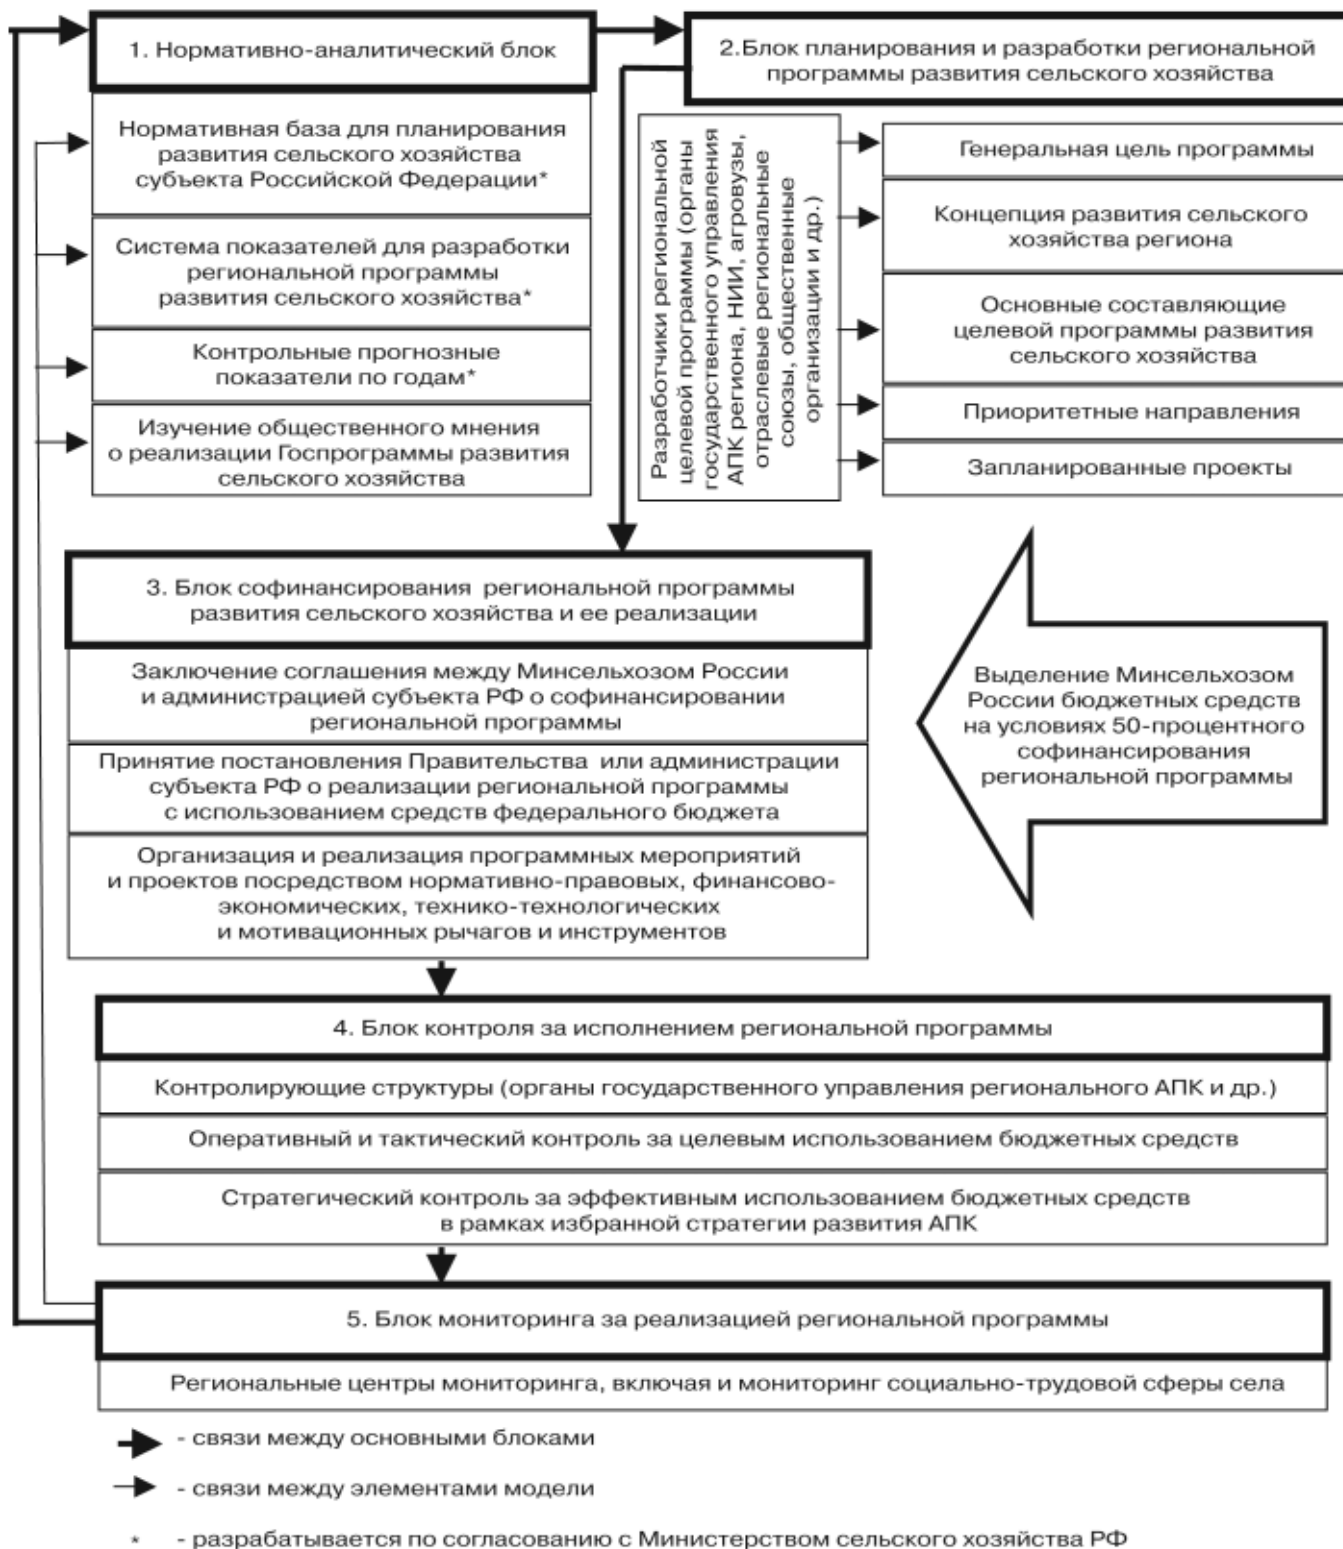 1. Нормативно-аналитический блок
Нормативная база для планирования
развития сельского хозяйства
субъекта Российской Федерации*
Система показателей для разработки
региональной программы
развития сельского хозяйства*
Контрольные прогнозные
показатели по годам*
Изучение общественного мнения
о реализации Госпрограммы развития
сельского хозяйства
2.Блок планирования и разработки региональной
программы развития сельского хозяйства
Разработчики региональной
целевой программы (органы
государственного управления
АПК региона, НИИ, агровузы,
отраслевые региональные
союзы, общественные
организации и др.)
Генеральная цель программы
Концепция развития сельского
хозяйства региона
Основные составляющие
целевой программы развития
сельского хозяйства
Приоритетные направления
Запланированные проекты
3. Блок софинансирования региональной программы
развития сельского хозяйства и ее реализации
Заключение соглашения между Минсельхозом России
и администрацией субъекта РФ о софинансировании
региональной программы
Принятие постановления Правительства или администрации
субъекта РФ о реализации региональной программы
с использованием средств федерального бюджета
Организация и реализация программных мероприятий
и проектов посредством нормативно-правовых, финансово-
экономических, технико-технологических
и мотивационных рычагов и инструментов
Выделение Минсельхозом
России бюджетных средств
на условиях 50-процентного
софинансирования
региональной программы
4. Блок контроля за исполнением региональной программы
Контролирующие структуры (органы государственного управления регионального АПК и др.)
Оперативный и тактический контроль за целевым использованием бюджетных средств
Стратегический контроль за эффективным использованием бюджетных средств
в рамках избранной стратегии развития АПК
5. Блок мониторинга за реализацией региональной программы
Региональные центры мониторинга, включая и мониторинг социально-трудовой сферы села
- связи между основными блоками
- связи между элементами модели
* - разрабатывается по согласованию с Министерством сельского хозяйства РФ